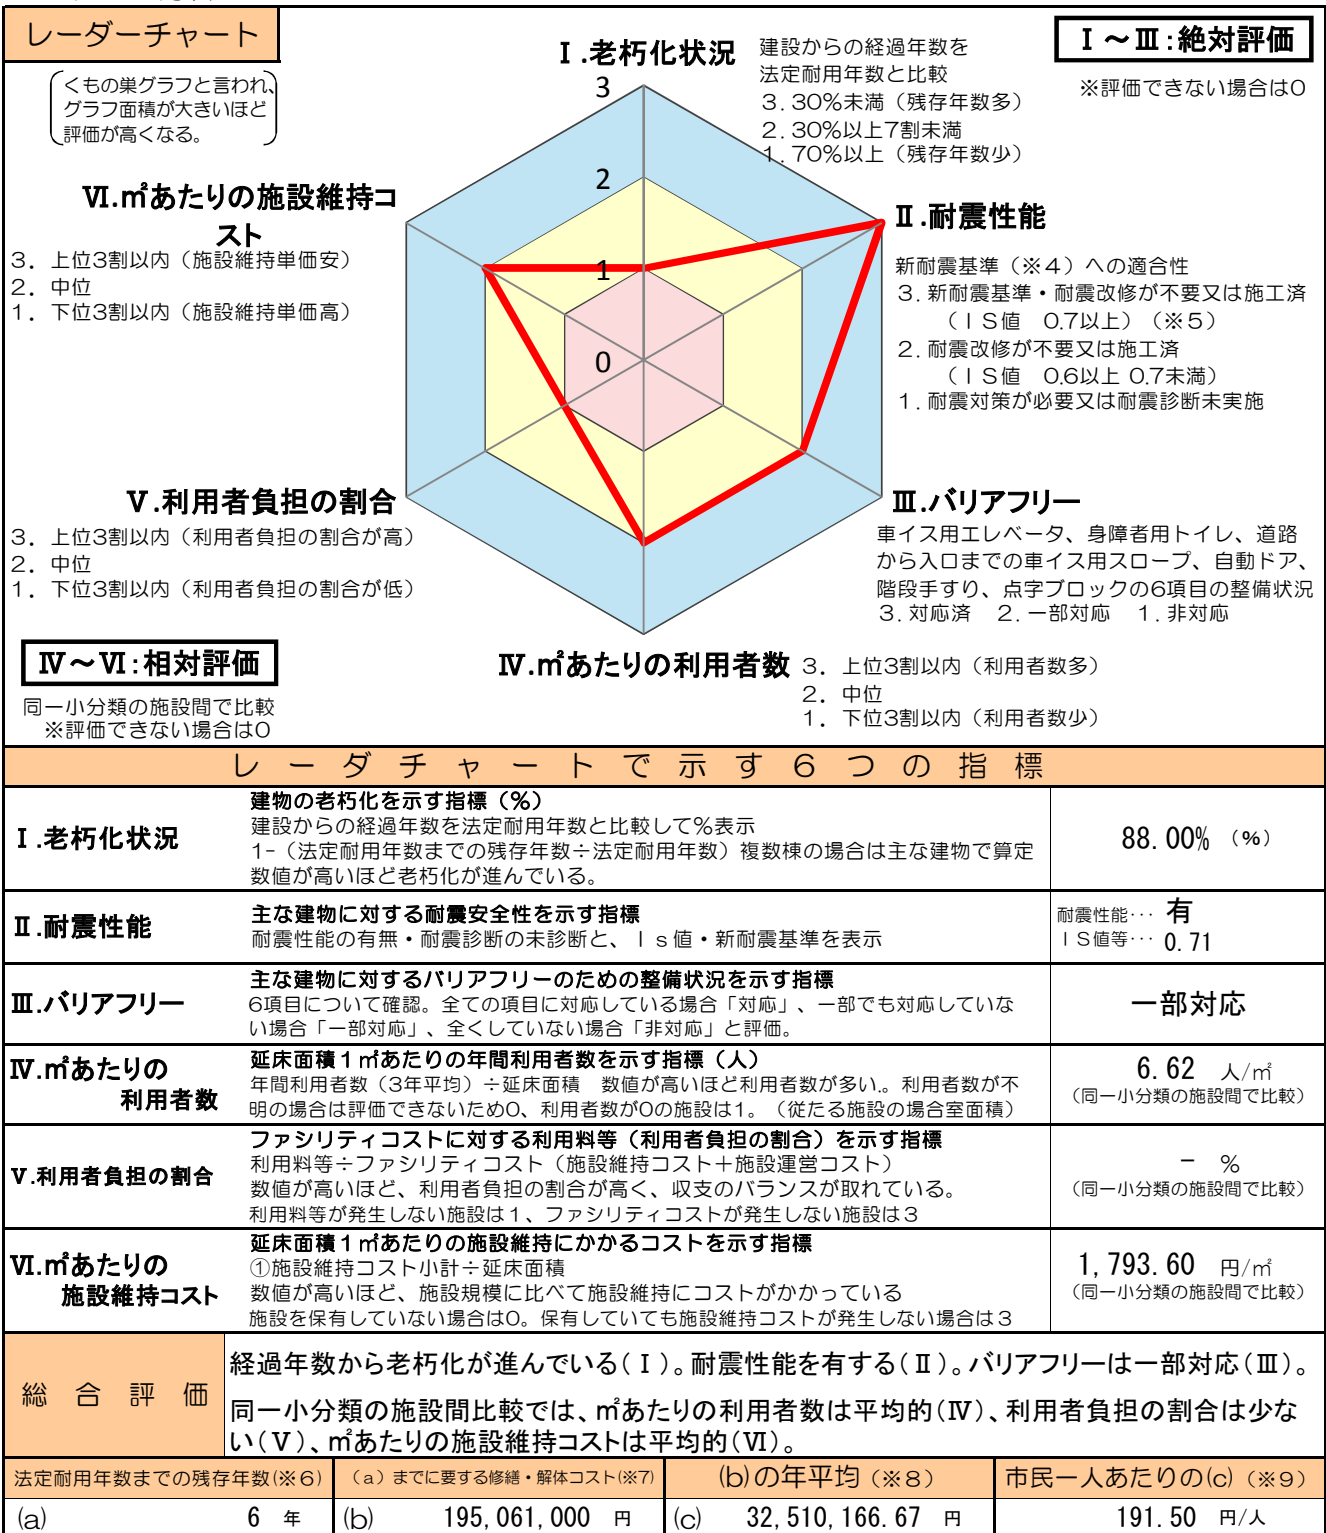 レーダーチャート
くもの巣グラフと言われ、
グラフ面積が大きいほど
評価が高くなる。
Ⅰ～Ⅲ：絶対評価
※評価できない場合は0
Ⅰ.老朽化状況
建設からの経過年数を
法定耐用年数と比較
3．30％未満（残存年数多）
2．30％以上7割未満
1．70％以上（残存年数少）
3
2
1
0
Ⅱ.耐震性能
新耐震基準（※4）への適合性
3．新耐震基準・耐震改修が不要又は施工済
（ＩＳ値　0.7以上）（※5）
2．耐震改修が不要又は施工済
（ＩＳ値　0.6以上 0.7未満）
1．耐震対策が必要又は耐震診断未実施
Ⅲ.バリアフリー
車イス用エレベータ、身障者用トイレ、道路
から入口までの車イス用スロープ、自動ドア、
階段手すり、点字ブロックの6項目の整備状況
3．対応済　2．一部対応　1．非対応
Ⅳ.㎡あたりの利用者数
3．上位3割以内（利用者数多）
2．中位
1．下位3割以内（利用者数少）
Ⅵ.㎡あたりの施設維持コ
スト
3．上位3割以内（施設維持単価安）
2．中位
1．下位3割以内（施設維持単価高）
Ⅴ.利用者負担の割合
3．上位3割以内（利用者負担の割合が高）
2．中位
1．下位3割以内（利用者負担の割合が低）
Ⅳ～Ⅵ：相対評価
同一小分類の施設間で比較
※評価できない場合は0
レーダチャートで示す6つの指標
Ⅰ.老朽化状況
建物の老朽化を示す指標（％）
建設からの経過年数を法定耐用年数と比較して％表示
1-（法定耐用年数までの残存年数÷法定耐用年数）複数棟の場合は主な建物で算定
数値が高いほど老朽化が進んでいる。
88.00%（％）
Ⅱ.耐震性能
主な建物に対する耐震安全性を示す指標
耐震性能の有無・耐震診断の未診断と、Ｉｓ値・新耐震基準を表示
耐震性能… 有
ＩＳ値等… 0.71
Ⅲ.バリアフリー
主な建物に対するバリアフリーのための整備状況を示す指標
6項目について確認。全ての項目に対応している場合「対応」、一部でも対応していな
い場合「一部対応」、全くしていない場合「非対応」と評価。
一部対応
Ⅳ.㎡あたりの
利用者数
延床面積１㎡あたりの年間利用者数を示す指標（人）
年間利用者数（3年平均）÷延床面積　数値が高いほど利用者数が多い。利用者数が不
明の場合は評価できないため0、利用者数が0の施設は1。（従たる施設の場合室面積）
6.62 人/㎡
（同一小分類の施設間で比較）
Ⅴ.利用者負担の割合
ファシリティコストに対する利用料等（利用者負担の割合）を示す指標
利用料等÷ファシリティコスト（施設維持コスト＋施設運営コスト）
数値が高いほど、利用者負担の割合が高く、収支のバランスが取れている。
利用料等が発生しない施設は１、ファシリティコストが発生しない施設は３
－ ％
（同一小分類の施設間で比較）
Ⅵ.㎡あたりの
施設維持コスト
延床面積１㎡あたりの施設維持にかかるコストを示す指標
①施設維持コスト小計÷延床面積
数値が高いほど、施設規模に比べて施設維持にコストがかかっている
施設を保有していない場合は0。保有していても施設維持コストが発生しない場合は３
1,793.60 円/㎡
（同一小分類の施設間で比較）
総合評価
経過年数から老朽化が進んでいる(Ⅰ)。耐震性能を有する(Ⅱ)。バリアフリーは一部対応(Ⅲ)。
同一小分類の施設間比較では、㎡あたりの利用者数は平均的(Ⅳ)、利用者負担の割合は少な
い(Ⅴ)、㎡あたりの施設維持コストは平均的(Ⅵ)。
法定耐用年数までの残存年数(※6)
（a）までに要する修繕・解体コスト(※7)
(b)の年平均（※8）
市民一人あたりの(c)（※9）
(a) 6 年
(b) 195,061,000 円
(c) 32,510,166.67 円
191.50 円/人